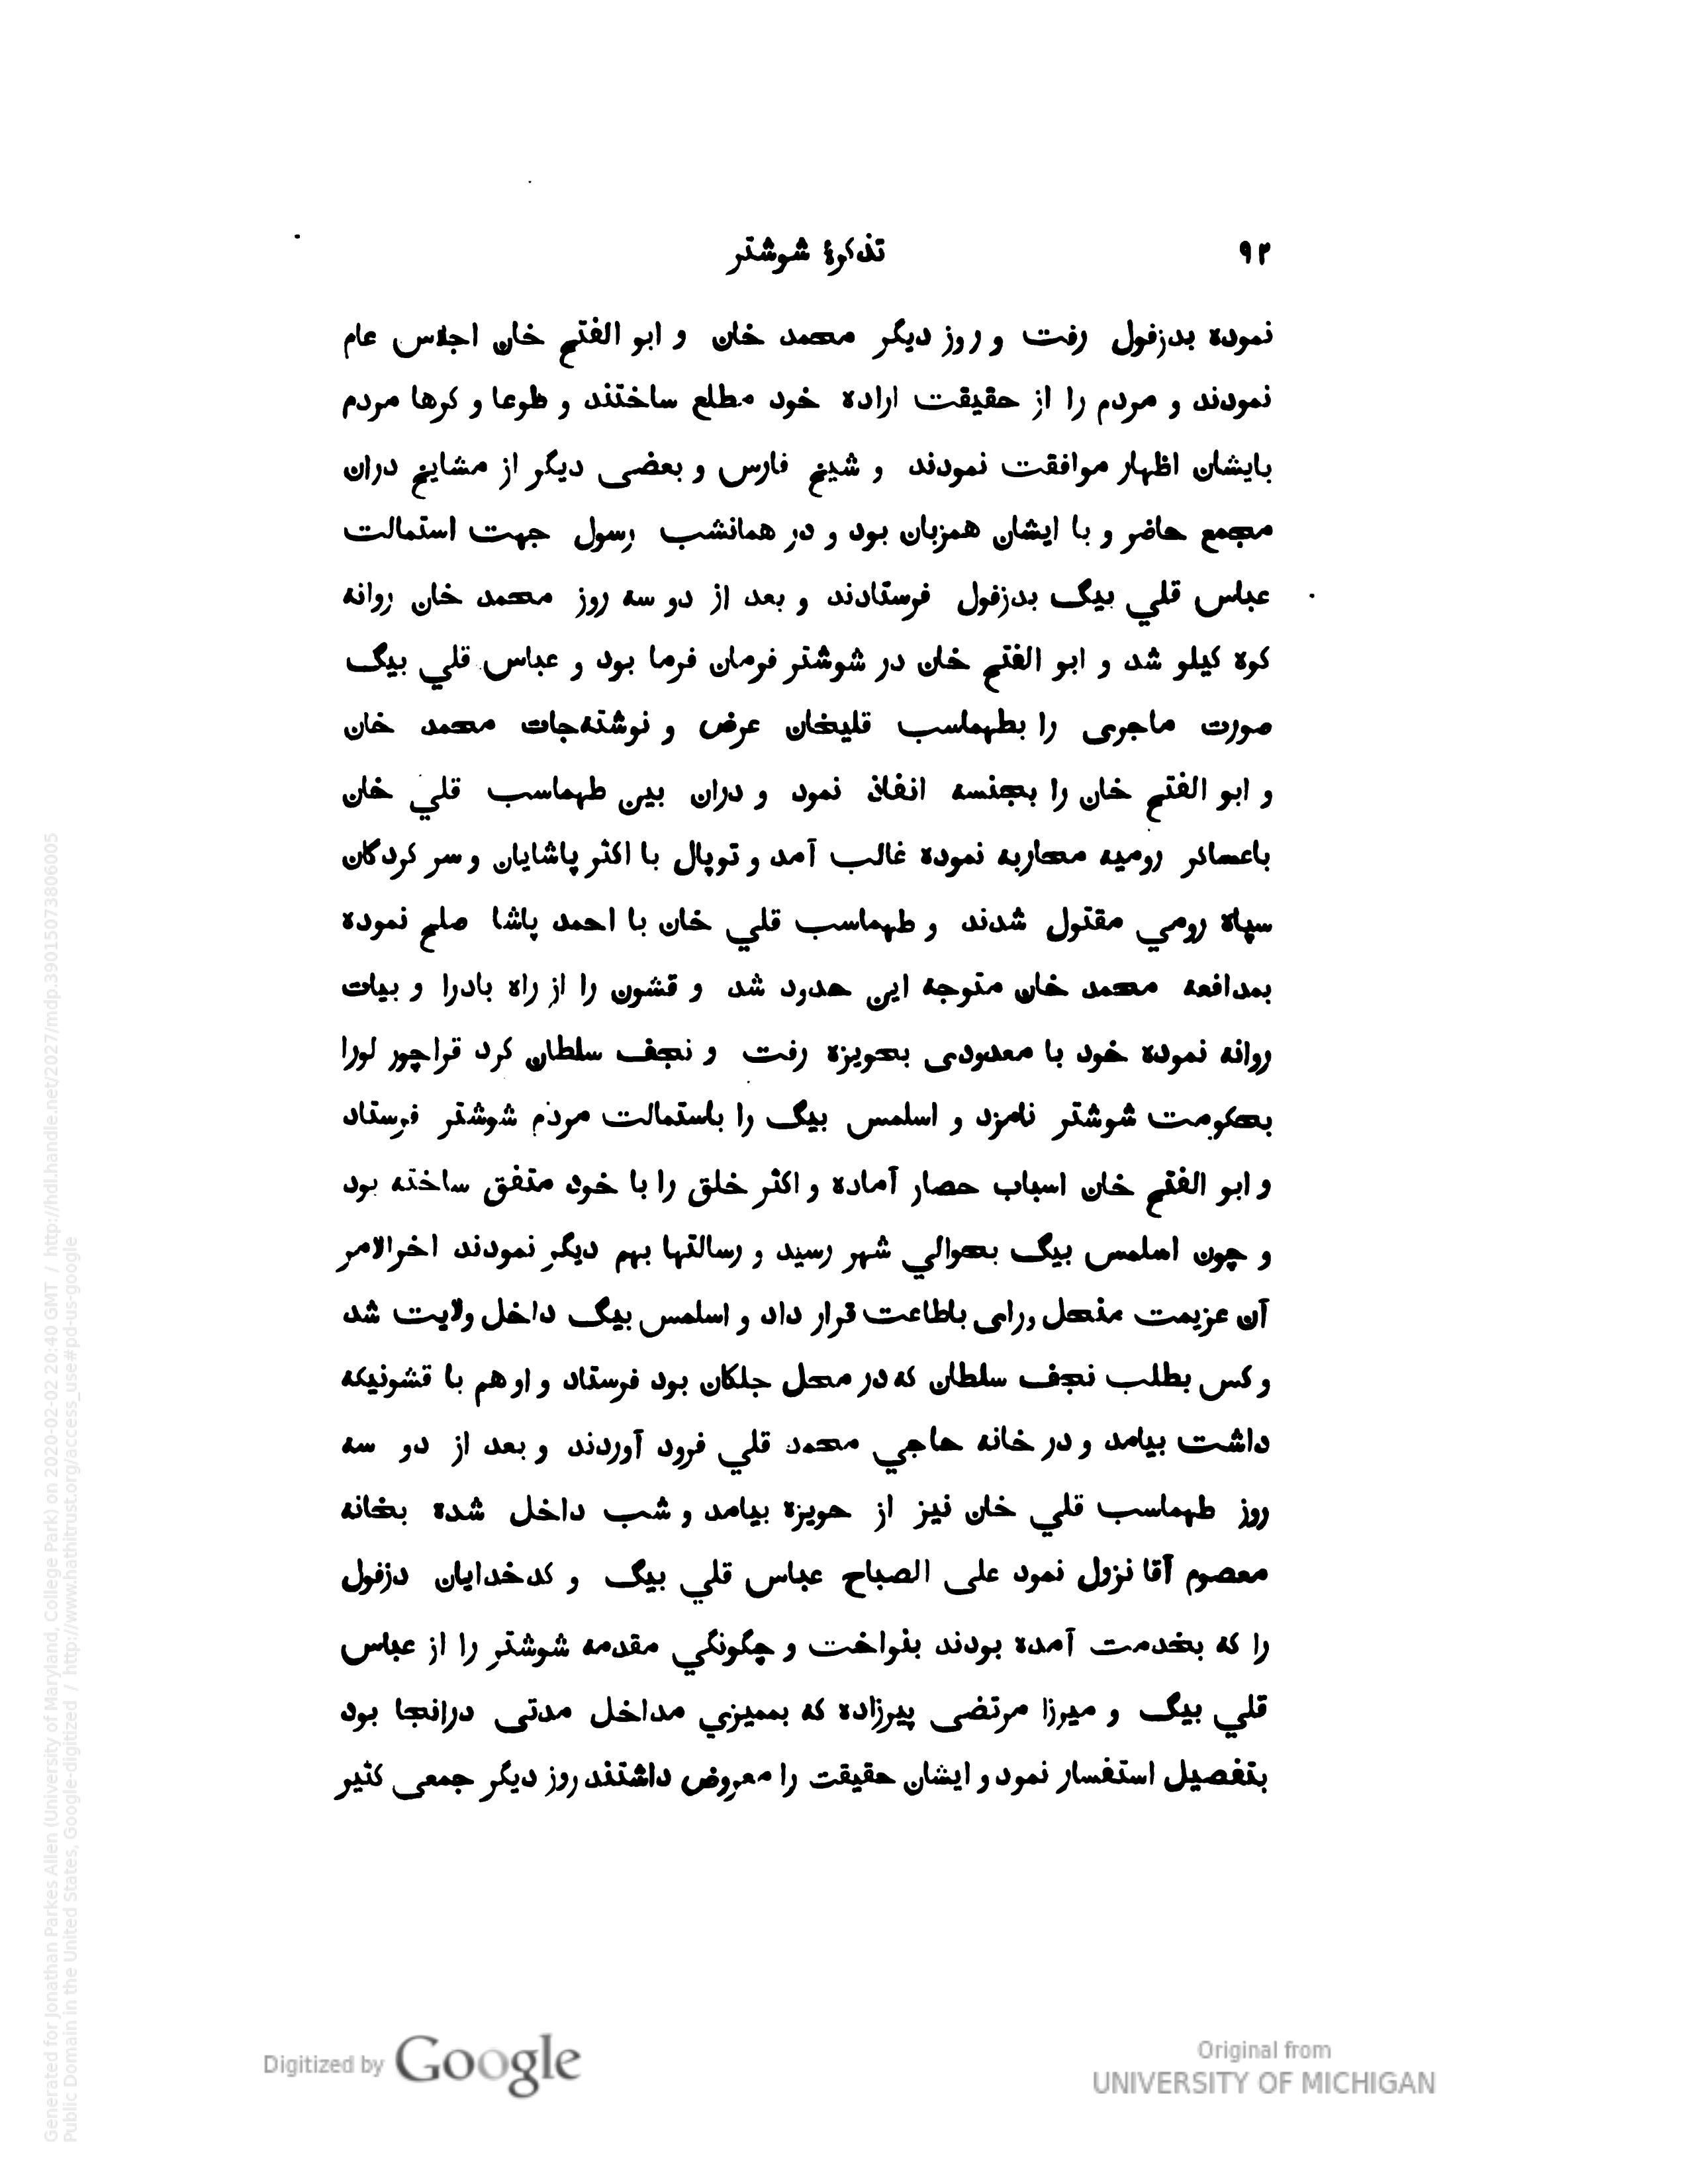 ۹۲
تذکرهٔ شوشتر
نموده بدزفول رفت و روز دیگر محمد خان و ابو الفتح خان اجلاس عام
نمودند و مردم را از حقیقت اراده خود مطلع ساختند و طوعا و کرها مردم
بایشان اظهار موافقت نمودند و شیخ فارس و بعضی دیگر از مشایخ دران
مجمع حاضر و با ایشان همزبان بود و در همانشب رسول جهت استمالت
عباس قلي بیگ بدزفول فرستادند و بعد از دو سه روز محمد خان روانه
کوه کیلو شد و ابو الفتح خان در شوشتر فرمان فرما بود و عباس قلي بیگ
صورت ماجری را بطهماسب قلیخان عرض و نوشته‌جات محمد خان
و ابو الفتح خان را بجنسه انفاذ نمود و دران بین طهماسب قلي خان
باعساکر رومیه محاربه نموده غالب آمد و توپال با اکثر پاشایان و سر کردکان
سپاه رومي مقتول شدند و طهماسب قلي خان با احمد پاشا صلح نموده
بمدافعه محمد خان متوجه این حدود شد و قشون را از راه بادرا و بیات
روانه نموده خود با معدودی بحویزه رفت و نجف سلطان کرد قراچور لورا
بحکومت شوشتر نامزد و اسلمس بیگ را باستمالت مردم شوشتر فرستاد
و ابو الفتح خان اسباب حصار آماده و اکثر خلق را با خود متفق ساخته بود
و چون اسلمس بیگ بحوالي شهر رسید و رسالتها بهم دیگر نمودند اخرالامر
آن عزیمت منحل ورای باطاعت قرار داد و اسلمس بیگ داخل ولایت شد
و کس بطلب نجف سلطان که در محل جلکان بود فرستاد و او هم با قشونیکه
داشت بیامد و در خانه حاجي محمد قلي فرود آوردند و بعد از دو سه
روز طهماسب قلي خان نیز از حویزه بیامد و شب داخل شده بخانه
معصوم آقا نزول نمود علی الصباح عباس قلي بیگ و کدخدایان دزفول
را که بخدمت آمده بودند بنواخت و چگونگي مقدمه شوشتر را از عباس
قلي بیگ و میرزا مرتضی پیرزاده که بممیزي مداخل مدتی درانجا بود
بتفصیل استفسار نمود و ایشان حقیقت را معروض داشتند روز دیگر جمعی کثیر
Digitized by Google
Original from
UNIVERSITY OF MICHIGAN
Generated for Jonathan Parkes Allen (University of Maryland, College Park) on 2020-02-02 20:40 GMT / http://hdl.handle.net/2027/mdp.39015073806005
Public Domain in the United States, Google-digitized / http://www.hathitrust.org/access_use#pd-us-google